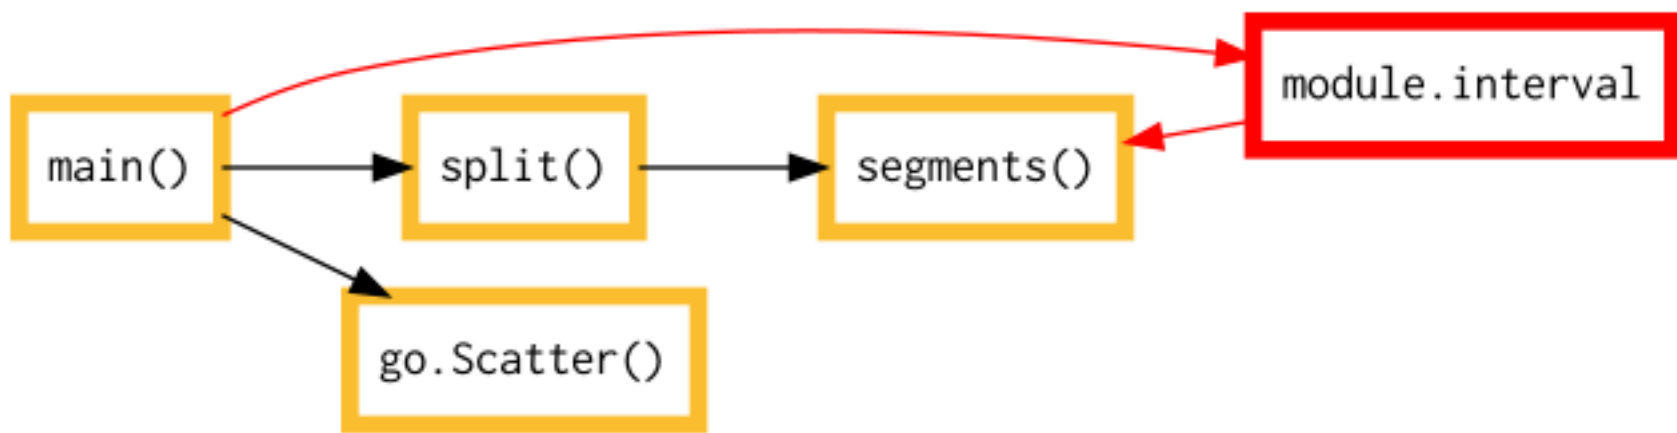 module.interval
main()
split()
segments()
go.Scatter()